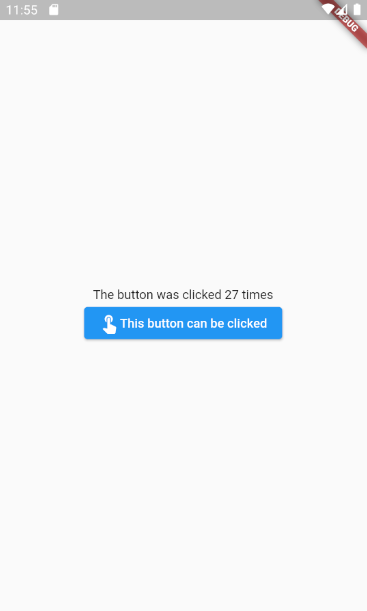 11:55
DEBUG
The button was clicked 27 times
This button can be clicked